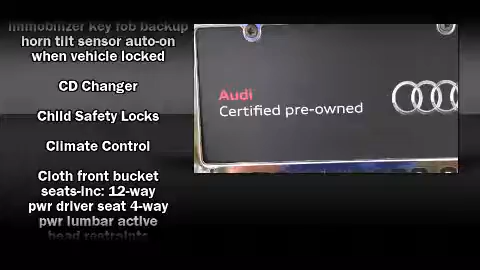 immobilizer key fob backup
horn tilt sensor auto-on
when vehicle locked
CD Changer
Child Safety Locks
Climate Control
Cloth front bucket
seats-inc: 12-way
pwr driver seat 4-way
pwr lumbar active
head restraints
Audi
Certified pre-owned